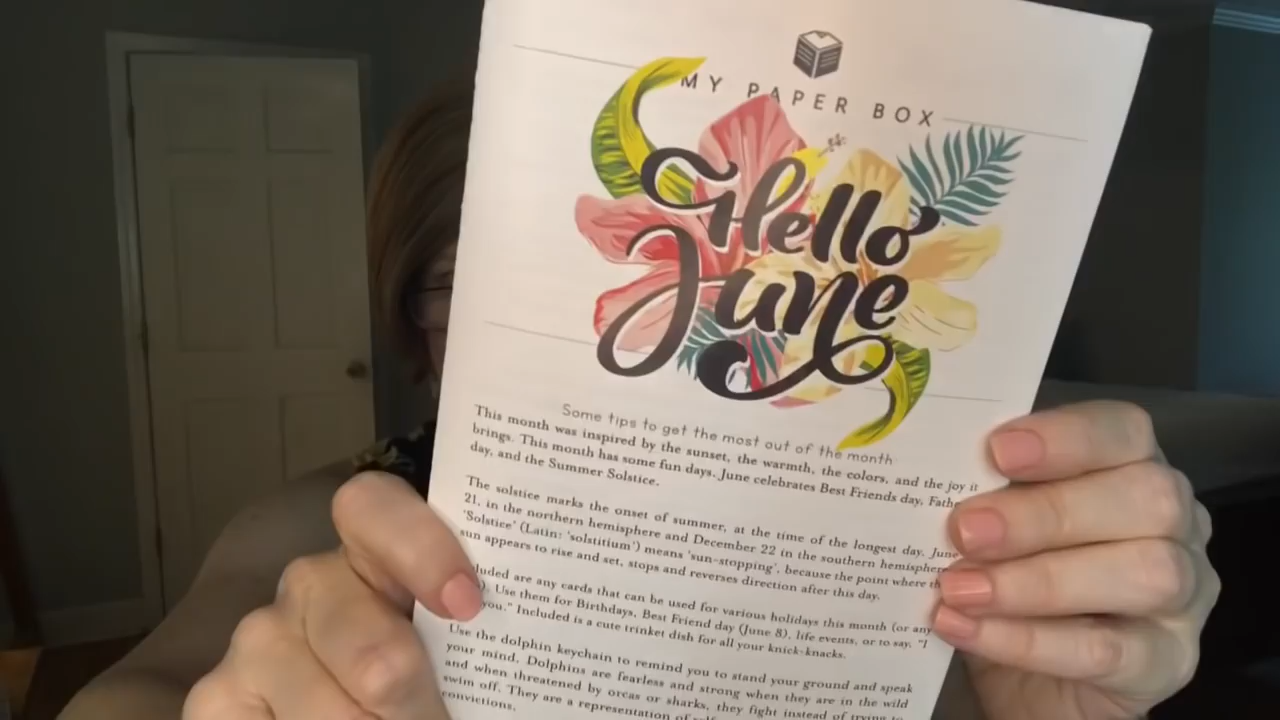 MY PAPER BOX
Hello
June
Some tips to get the most out of the month
This month was inspired by the sunset, the warmth, the colors, and the joy it
brings. This month has some fun days. June celebrates Best Friends day,
day, and the Summer Solstice.
The solstice marks the onset of summer, at the time of the longest day. June
21, in the northern hemisphere and December 22 in the southern hemisphere
'Solstice' (Latin: 'solstitium') means 'sun-stopping', because the point where
sun appears to rise and set, stops and reverses direction after this day.
are any cards that can be used for various holidays this month (or any
Use them for Birthdays, Best Friend day (June 8), life events, or to say, "I
you." Included is a cute trinket dish for all your knick-knacks.
Use the dolphin keychain to remind you to stand your ground and speak
your mind. Dolphins are fearless and strong when they are in the wild
and when threatened by orcas or sharks, they fight instead of trying to
swim off. They are a representation of
convictions.